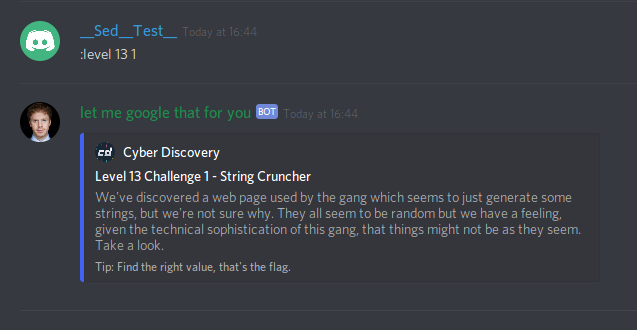 __Sed__Test__ Today at 16:44
:level 13 1
let me google that for you BOT Today at 16:44
cd Cyber Discovery
Level 13 Challenge 1 - String Cruncher
We've discovered a web page used by the gang which seems to just generate some
strings, but we're not sure why. They all seem to be random but we have a feeling,
given the technical sophistication of this gang, that things might not be as they seem.
Take a look.
Tip: Find the right value, that's the flag.